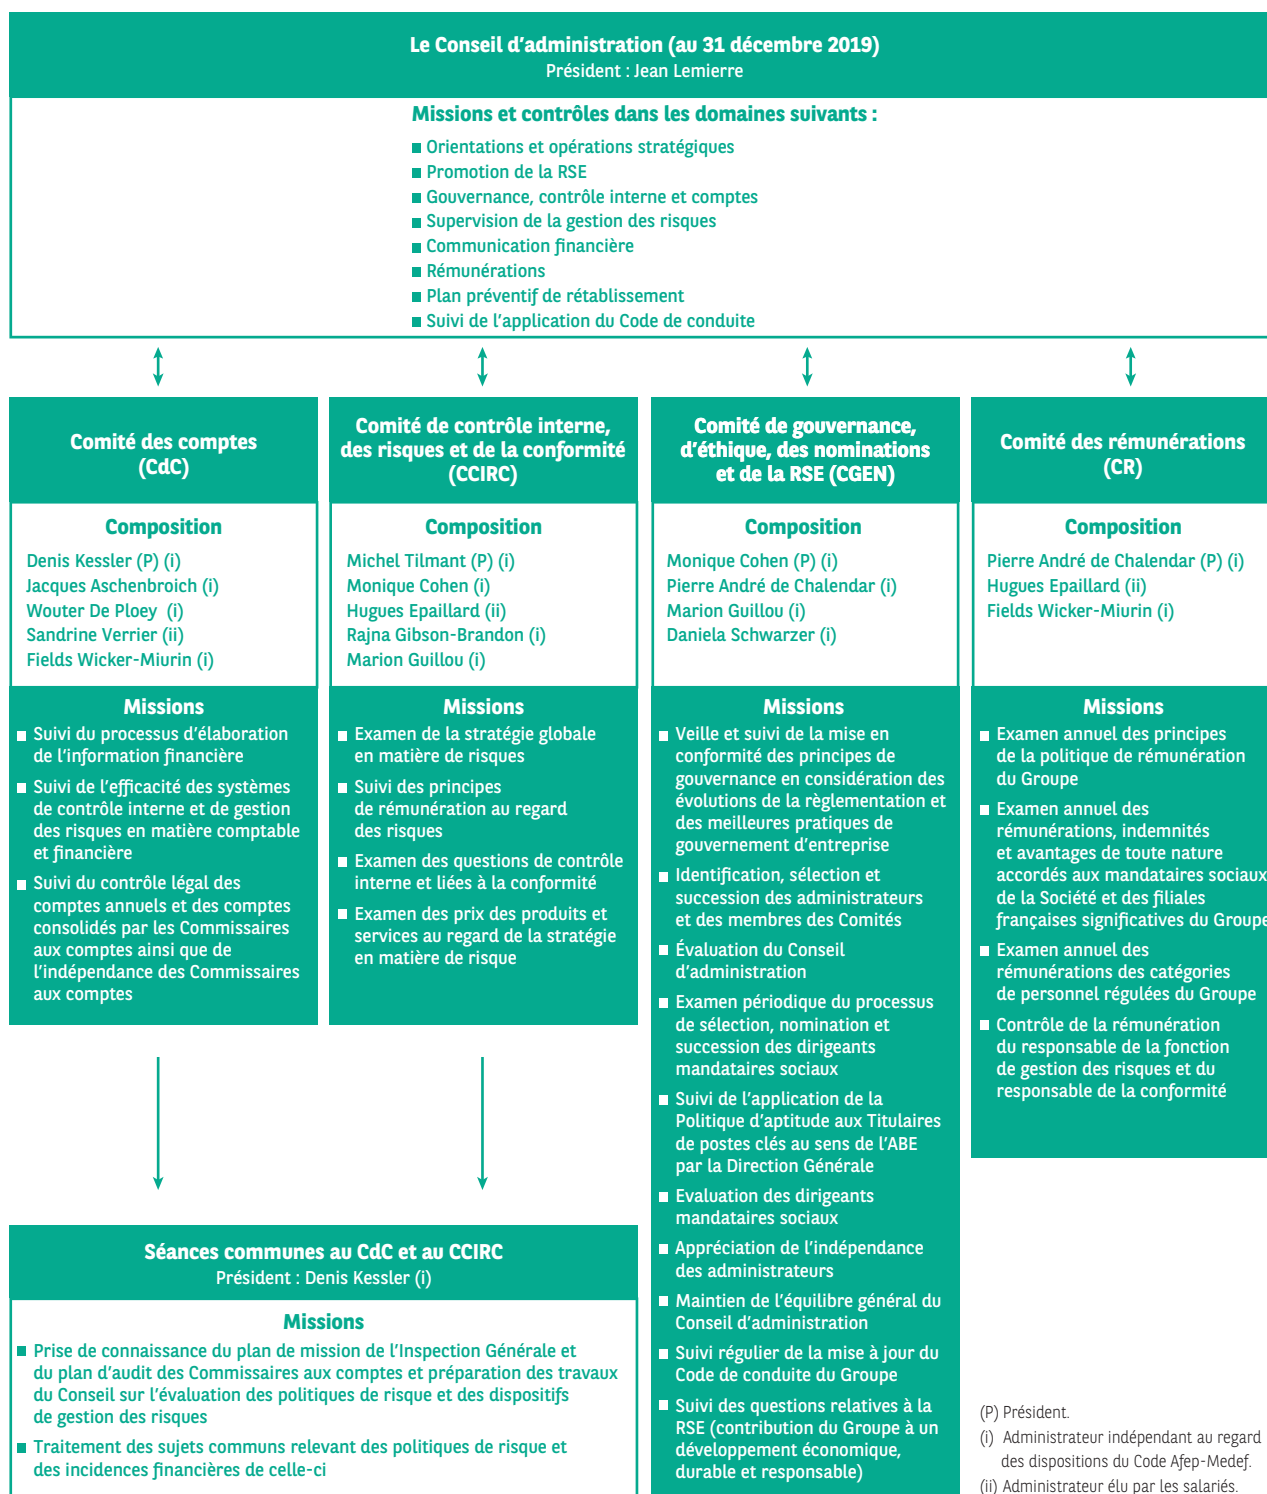 Le Conseil d'administration (au 31 décembre 2019)
Président : Jean Lemierre
Missions et contrôles dans les domaines suivants :
Orientations et opérations stratégiques
Promotion de la RSE
Gouvernance, contrôle interne et comptes
Supervision de la gestion des risques
Communication financière
Rémunérations
Plan préventif de rétablissement
Suivi de l'application du Code de conduite
Comité des comptes
(CdC)
Composition
Denis Kessler (P) (i)
Jacques Aschenbroich (i)
Wouter De Ploey (i)
Sandrine Verrier (ii)
Fields Wicker-Miurin (i)
Missions
Suivi du processus d'élaboration
de l'information financière
Suivi de l'efficacité des systèmes
de contrôle interne et de gestion
des risques en matière comptable
et financière
Suivi du contrôle légal des
comptes annuels et des comptes
consolidés par les Commissaires
aux comptes ainsi que de
l'indépendance des Commissaires
aux comptes
Comité de contrôle interne,
des risques et de la conformité
(CCIRC)
Composition
Michel Tilmant (P) (i)
Monique Cohen (i)
Hugues Epaillard (ii)
Rajna Gibson-Brandon (i)
Marion Guillou (i)
Missions
Examen de la stratégie globale
en matière de risques
Suivi des principes
de rémunération au regard
des risques
Examen des questions de contrôle
interne et liées à la conformité
Examen des prix des produits et
services au regard de la stratégie
en matière de risque
Comité de gouvernance,
d'éthique, des nominations
et de la RSE (CGEN)
Composition
Monique Cohen (P) (i)
Pierre André de Chalendar (i)
Marion Guillou (i)
Daniela Schwarzer (i)
Missions
Veille et suivi de la mise en
conformité des principes de
gouvernance en considération des
évolutions de la règlementation et
des meilleures pratiques de
gouvernement d'entreprise
Identification, sélection et
succession des administrateurs
et des membres des Comités
Évaluation du Conseil
d'administration
Examen périodique du processus
de sélection, nomination et
succession des dirigeants
mandataires sociaux
Suivi de l'application de la
Politique d'aptitude aux Titulaires
de postes clés au sens de l'ABE
par la Direction Générale
Evaluation des dirigeants
mandataires sociaux
Appréciation de l'indépendance
des administrateurs
Maintien de l'équilibre général du
Conseil d'administration
Suivi régulier de la mise à jour du
Code de conduite du Groupe
Suivi des questions relatives à la
RSE (contribution du Groupe à un
développement économique,
durable et responsable)
Comité des rémunérations
(CR)
Composition
Pierre André de Chalendar (P) (i)
Hugues Epaillard (ii)
Fields Wicker-Miurin (i)
Missions
Examen annuel des principes
de la politique de rémunération
du Groupe
Examen annuel des
rémunérations, indemnités
et avantages de toute nature
accordés aux mandataires sociaux
de la Société et des filiales
françaises significatives du Groupe
Examen annuel des
rémunérations des catégories
de personnel régulées du Groupe
Contrôle de la rémunération
du responsable de la fonction
de gestion des risques et du
responsable de la conformité
Séances communes au CdC et au CCIRC
Président : Denis Kessler (i)
Missions
Prise de connaissance du plan de mission de l'Inspection Générale et
du plan d'audit des Commissaires aux comptes et préparation des travaux
du Conseil sur l'évaluation des politiques de risque et des dispositifs
de gestion des risques
Traitement des sujets communs relevant des politiques de risque et
des incidences financières de celle-ci
(P) Président.
(i) Administrateur indépendant au regard
des dispositions du Code Afep-Medef.
(ii) Administrateur élu par les salariés.